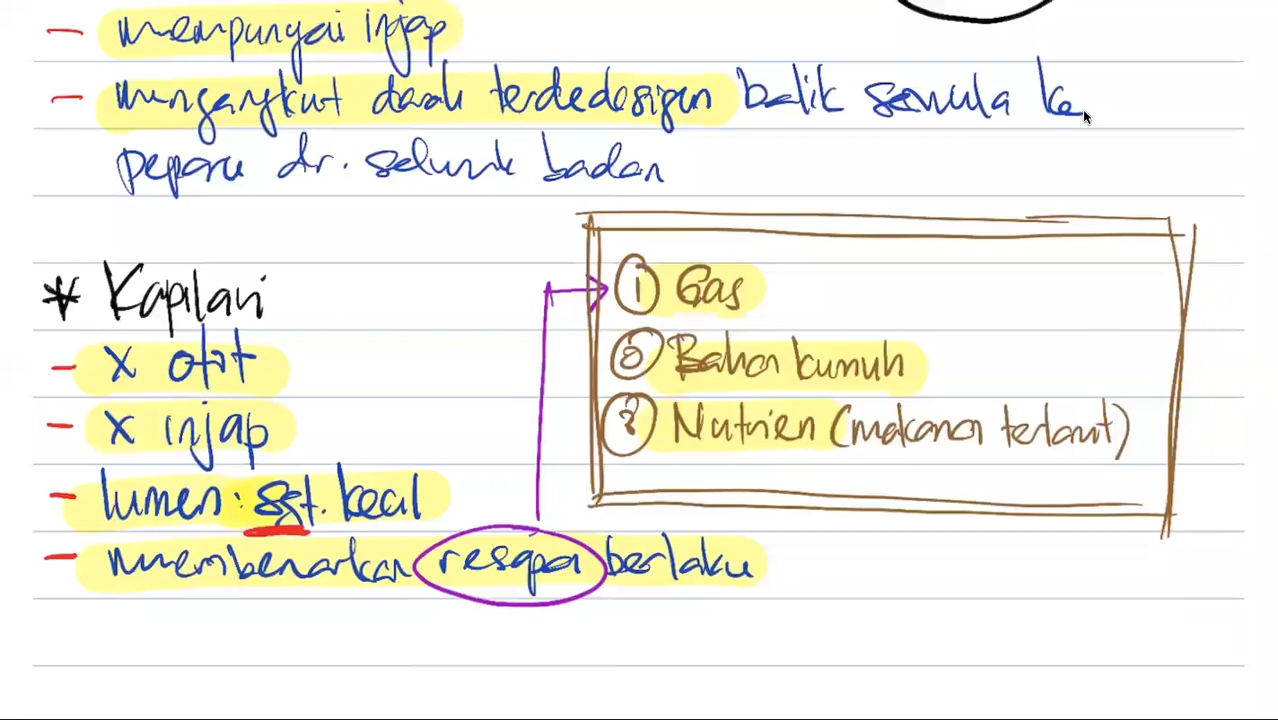 - mempunyai injap
- mengangkut darah terdedoksigen balik semula ke
peparu dr. seluruh badan
* Kapilari
- x otot
- x injap
- lumen : sgt. kecil
- membenarkan resapan berlaku
① Gas
② Bahan kumuh
③ Nutrien (makanan terlarut)